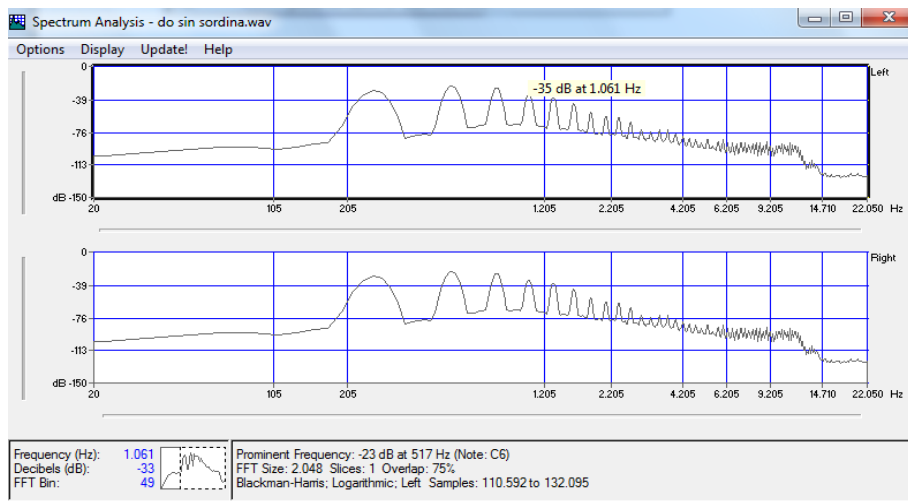 Spectrum Analysis - do sin sordina.wav
Options Display Update! Help
0
-39
-76
-113
dB -150
-35 dB at 1.061 Hz
Left
20 105 205 1.205 2.205 4.205 6.205 9.205 14.710 22.050 Hz
0
-39
-76
-113
dB -150
Right
20 105 205 1.205 2.205 4.205 6.205 9.205 14.710 22.050 Hz
Frequency (Hz): 1.061
Decibels (dB): -33
FFT Bin: 49
Prominent Frequency: -23 dB at 517 Hz (Note: C6)
FFT Size: 2.048 Slices: 1 Overlap: 75%
Blackman-Harris; Logarithmic; Left Samples: 110.592 to 132.095